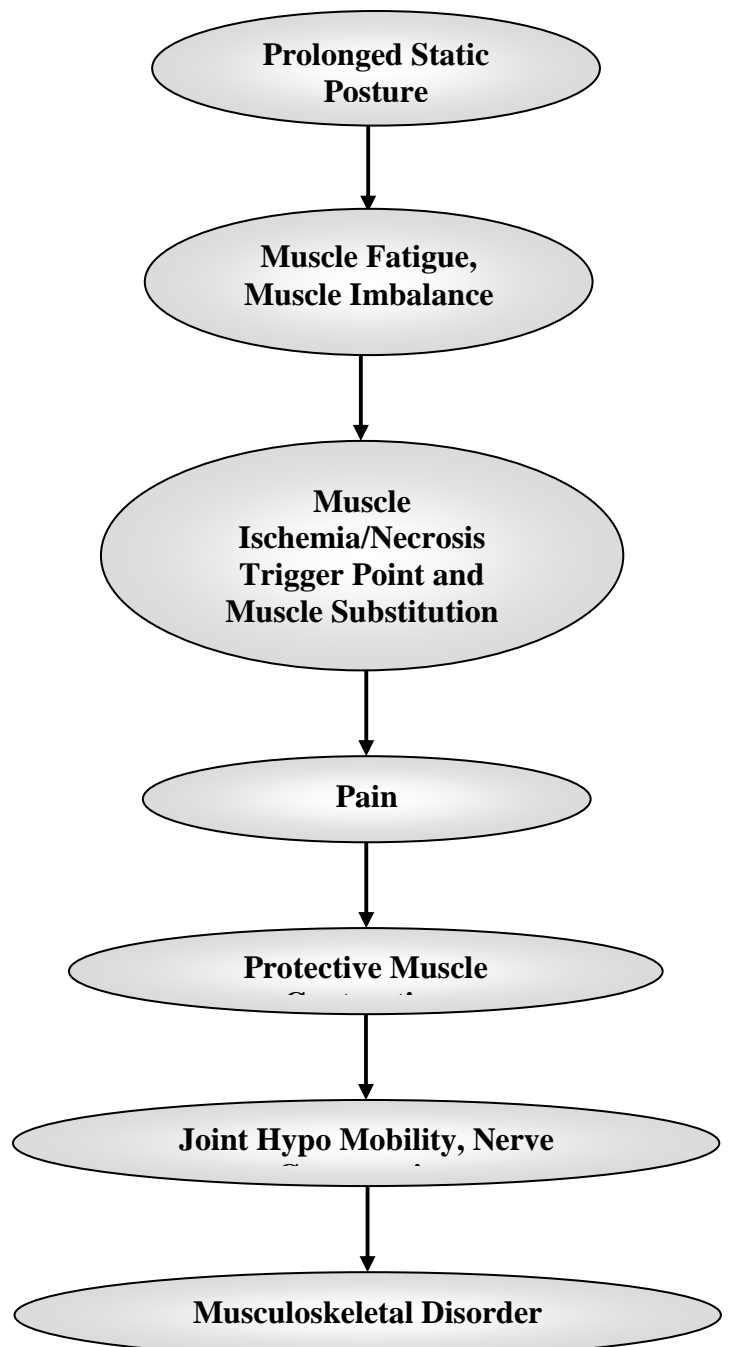 Prolonged Static
Posture
Muscle Fatigue,
Muscle Imbalance
Muscle
Ischemia/Necrosis
Trigger Point and
Muscle Substitution
Pain
Protective Muscle
Joint Hypo Mobility, Nerve
Musculoskeletal Disorder